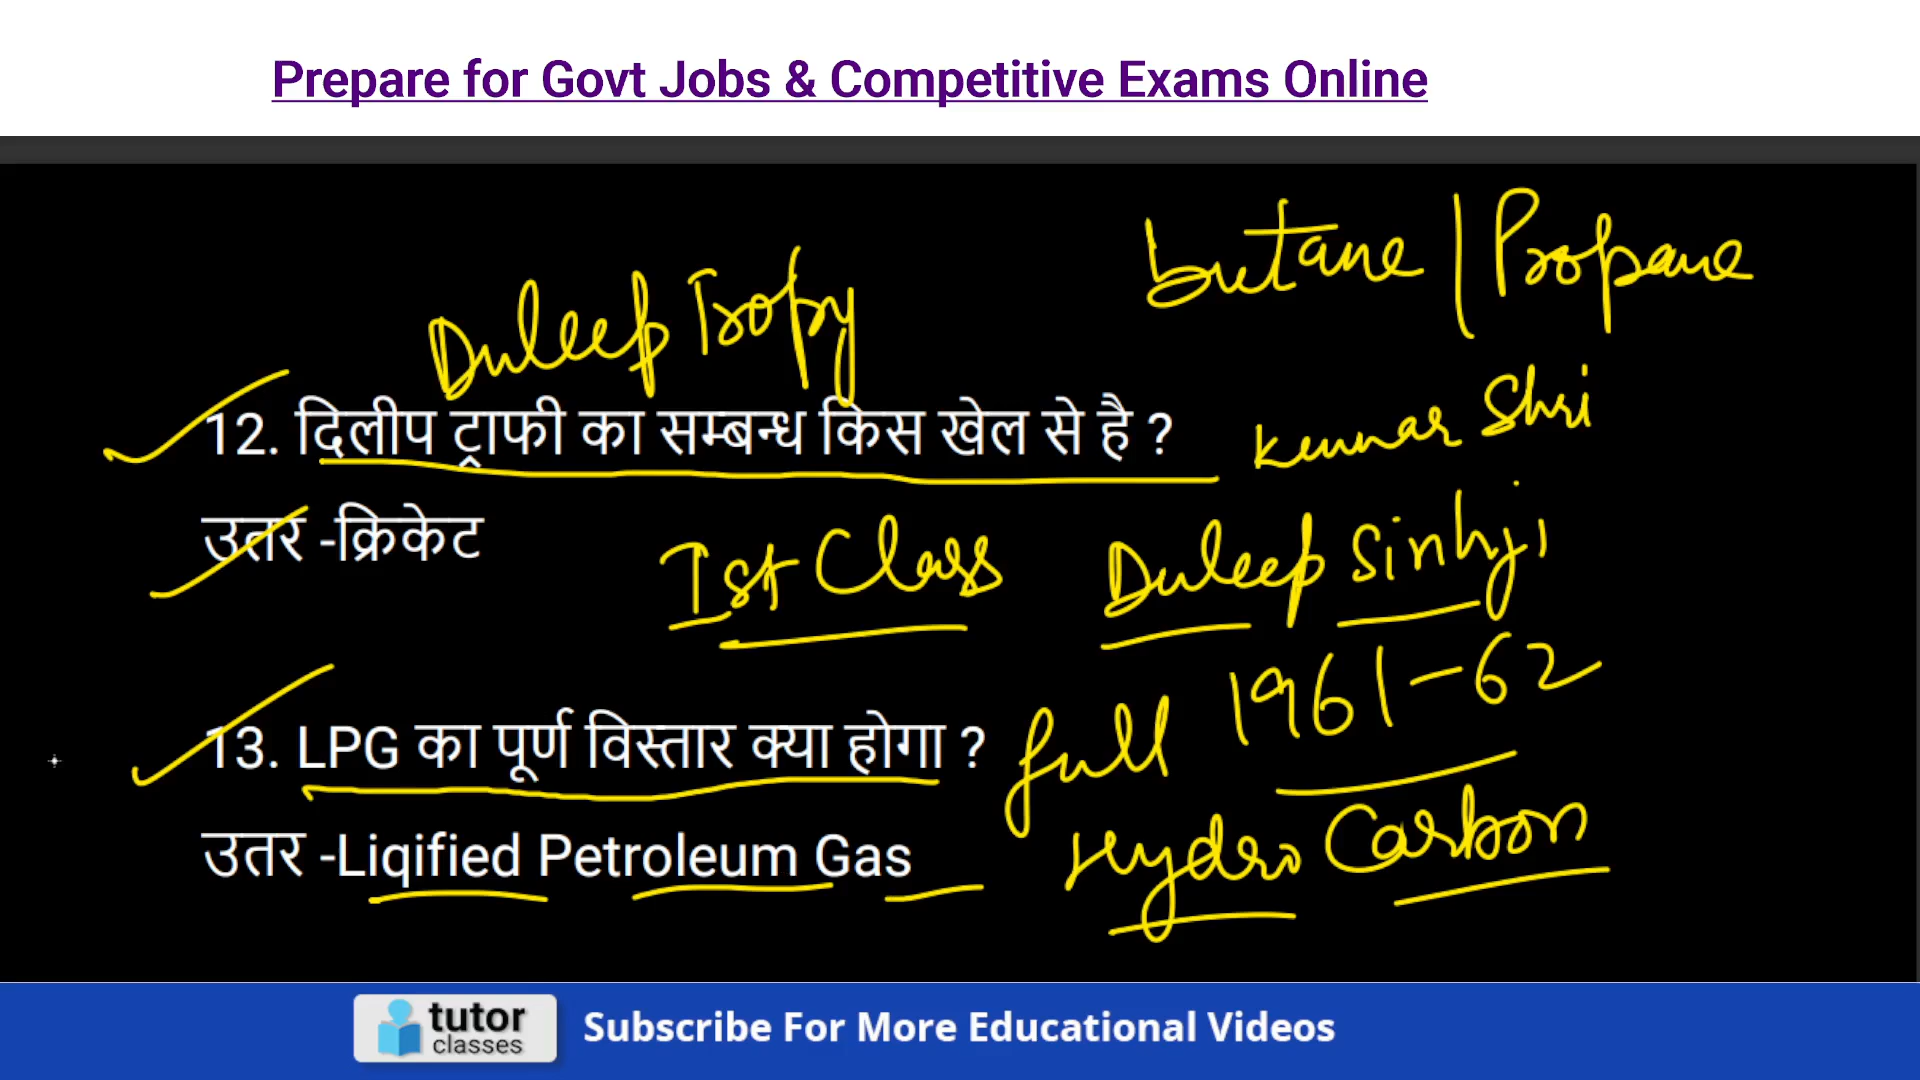 Prepare for Govt Jobs & Competitive Exams Online
butane | Propane
Duleep Tropy
12. दिलीप ट्राफी का सम्बन्ध किस खेल से है ?
Kumar Shri
उतर -क्रिकेट
Ist Class
Duleep Sinhji
1961-62
13. LPG का पूर्ण विस्तार क्या होगा ?
full
उतर -Liqified Petroleum Gas
Hydro Carbon
tutor
classes
Subscribe For More Educational Videos